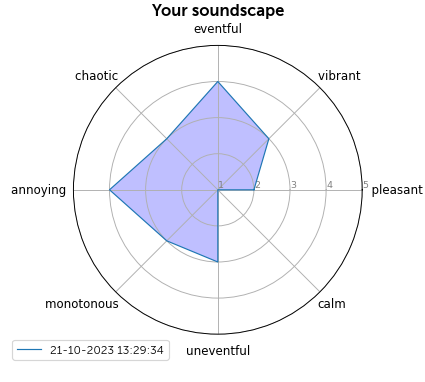 Your soundscape
eventful
chaotic
vibrant
annoying
1 2 3 4 5
pleasant
monotonous
calm
uneventful
21-10-2023 13:29:34